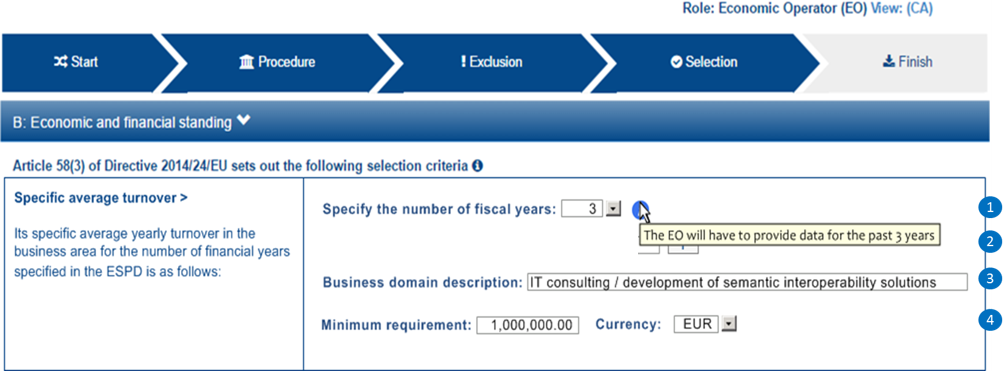 Role: Economic Operator (EO) View: (CA)
Start Procedure Exclusion Selection Finish
B: Economic and financial standing
Article 58(3) of Directive 2014/24/EU sets out the following selection criteria
Specific average turnover >
Its specific average yearly turnover in the
business area for the number of financial years
specified in the ESPD is as follows:
Specify the number of fiscal years: 3
1
The EO will have to provide data for the past 3 years
2
Business domain description: IT consulting / development of semantic interoperability solutions
3
Minimum requirement: 1,000,000.00 Currency: EUR
4